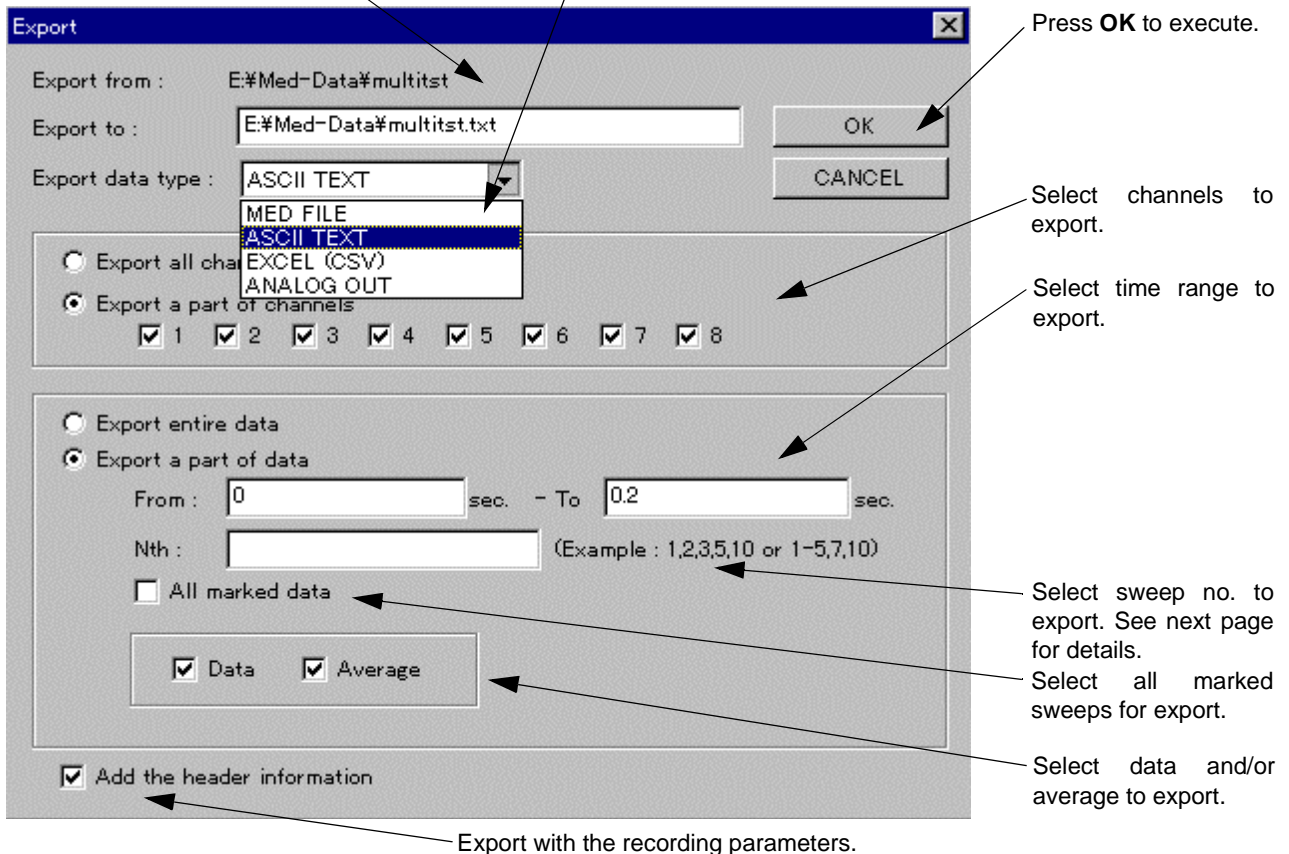 Export
Export from : E:¥Med-Data¥multitst
Export to : E:¥Med-Data¥multitst.txt
OK
Export data type : ASCII TEXT
CANCEL
MED FILE
ASCII TEXT
EXCEL (CSV)
ANALOG OUT
Export all cha
Export a part of channels
1 2 3 4 5 6 7 8
Export entire data
Export a part of data
From : 0 sec. - To 0.2 sec.
Nth : (Example : 1,2,3,5,10 or 1-5,7,10)
All marked data
Data Average
Add the header information
Press OK to execute.
Select channels to
export.
Select time range to
export.
Select sweep no. to
export. See next page
for details.
Select all marked
sweeps for export.
Select data and/or
average to export.
Export with the recording parameters.